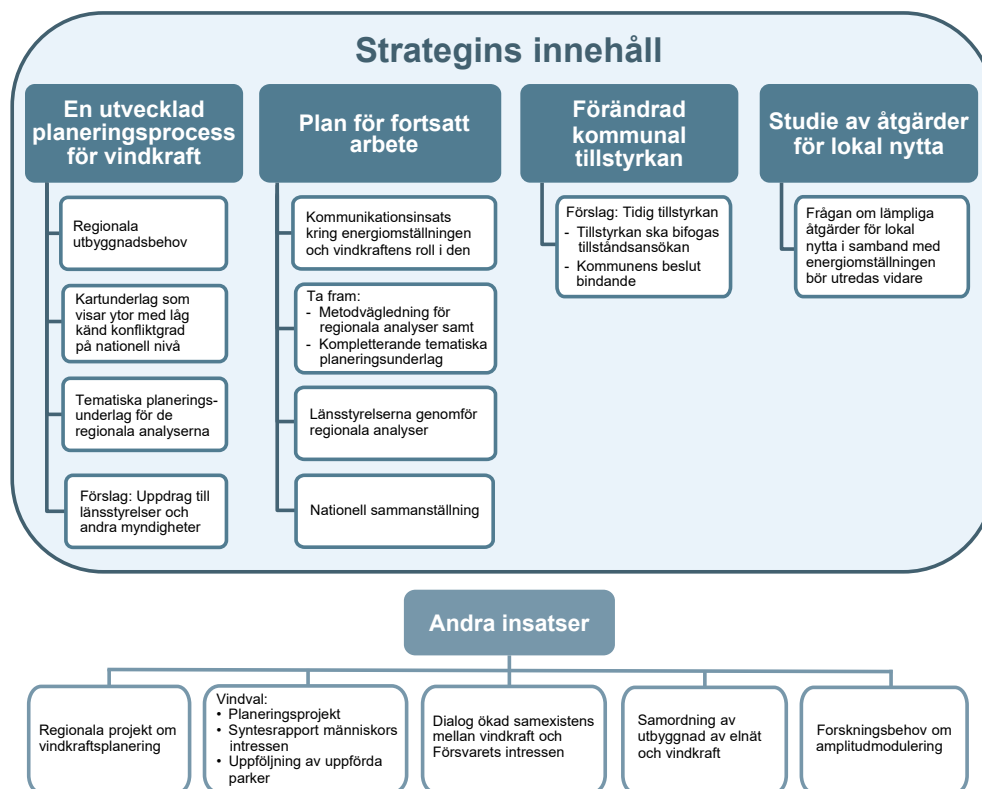 Strategins innehåll
En utvecklad
planeringsprocess
för vindkraft
Regionala
utbyggnadsbehov
Kartunderlag som
visar ytor med låg
känd konfliktgrad
på nationell nivå
Tematiska planerings-
underlag för de
regionala analyserna
Förslag: Uppdrag till
länsstyrelser och
andra myndigheter
Plan för fortsatt
arbete
Kommunikationsinsats
kring energiomställningen
och vindkraftens roll i den
Ta fram:
- Metodvägledning för
regionala analyser samt
- Kompletterande tematiska
planeringsunderlag
Länsstyrelserna genomför
regionala analyser
Nationell sammanställning
Förändrad
kommunal
tillstyrkan
Förslag: Tidig tillstyrkan
- Tillstyrkan ska bifogas
tillståndsansökan
- Kommunens beslut
bindande
Studie av åtgärder
för lokal nytta
Frågan om lämpliga
åtgärder för lokal
nytta i samband med
energiomställningen
bör utredas vidare
Andra insatser
Regionala projekt om
vindkraftsplanering
Vindval:
• Planeringsprojekt
• Syntesrapport människors
intressen
• Uppföljning av uppförda
parker
Dialog ökad samexistens
mellan vindkraft och
Försvarets intressen
Samordning av
utbyggnad av elnät
och vindkraft
Forskningsbehov om
amplitudmodulering